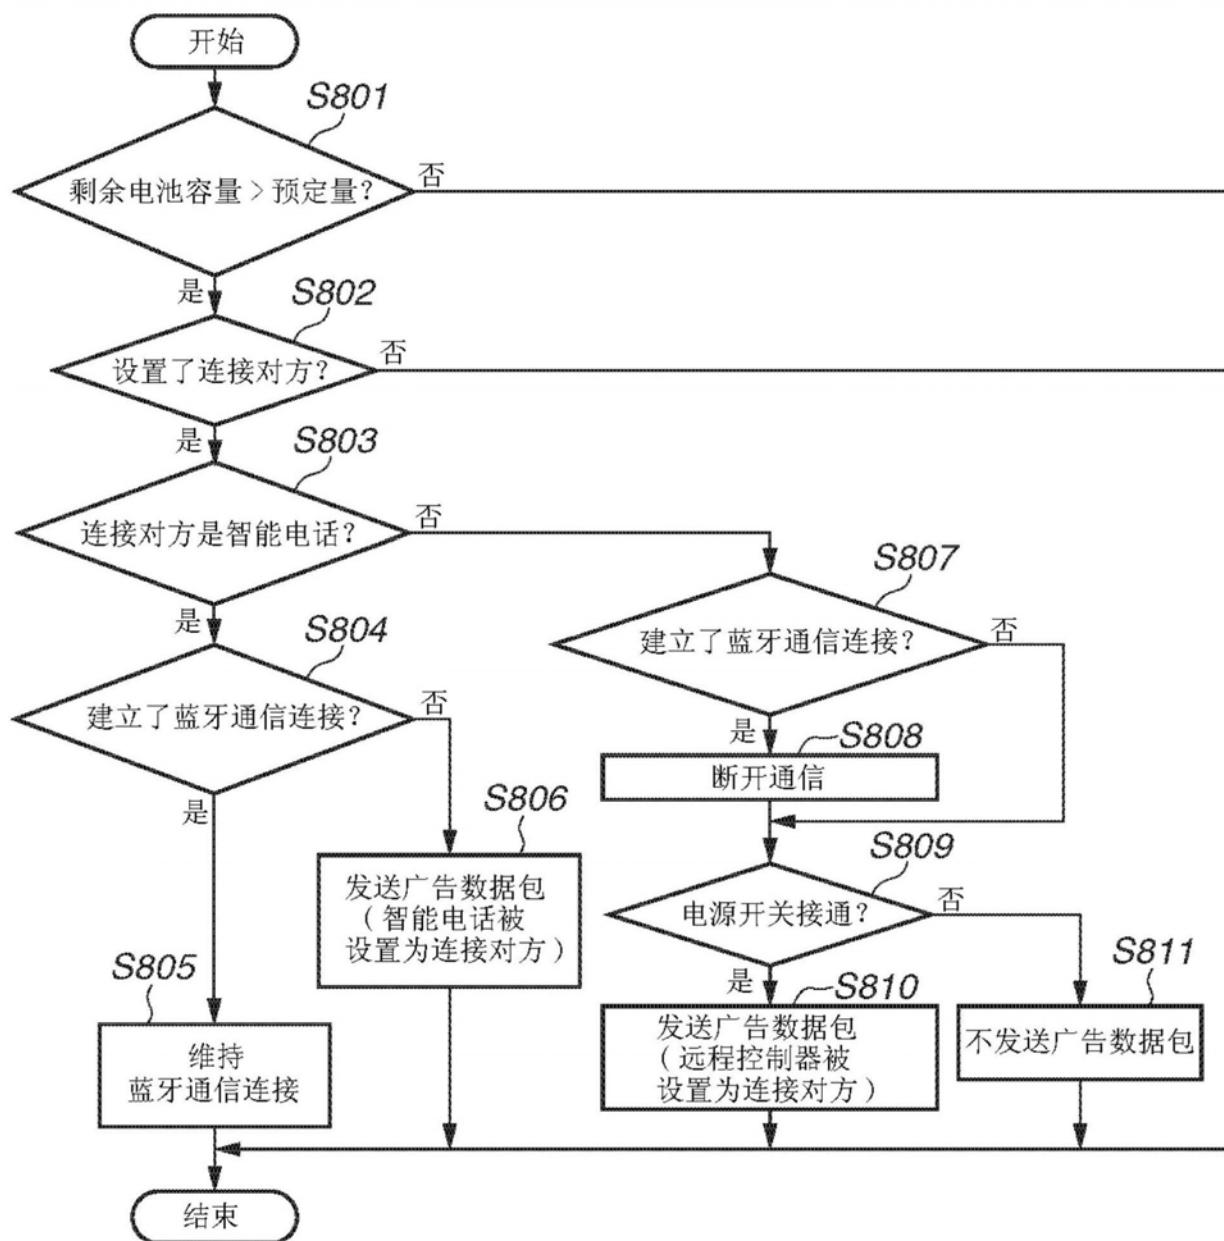 开始
S801
剩余电池容量 > 预定量?
否
是
S802
设置了连接对方?
否
是
S803
连接对方是智能电话?
否
是
S807
建立了蓝牙通信连接?
否
是
S804
建立了蓝牙通信连接?
否
是
S808
断开通信
S806
发送广告数据包
(智能电话被
设置为连接对方)
S809
电源开关接通?
否
是
S805
维持
蓝牙通信连接
S810
发送广告数据包
(远程控制器被
设置为连接对方)
S811
不发送广告数据包
结束